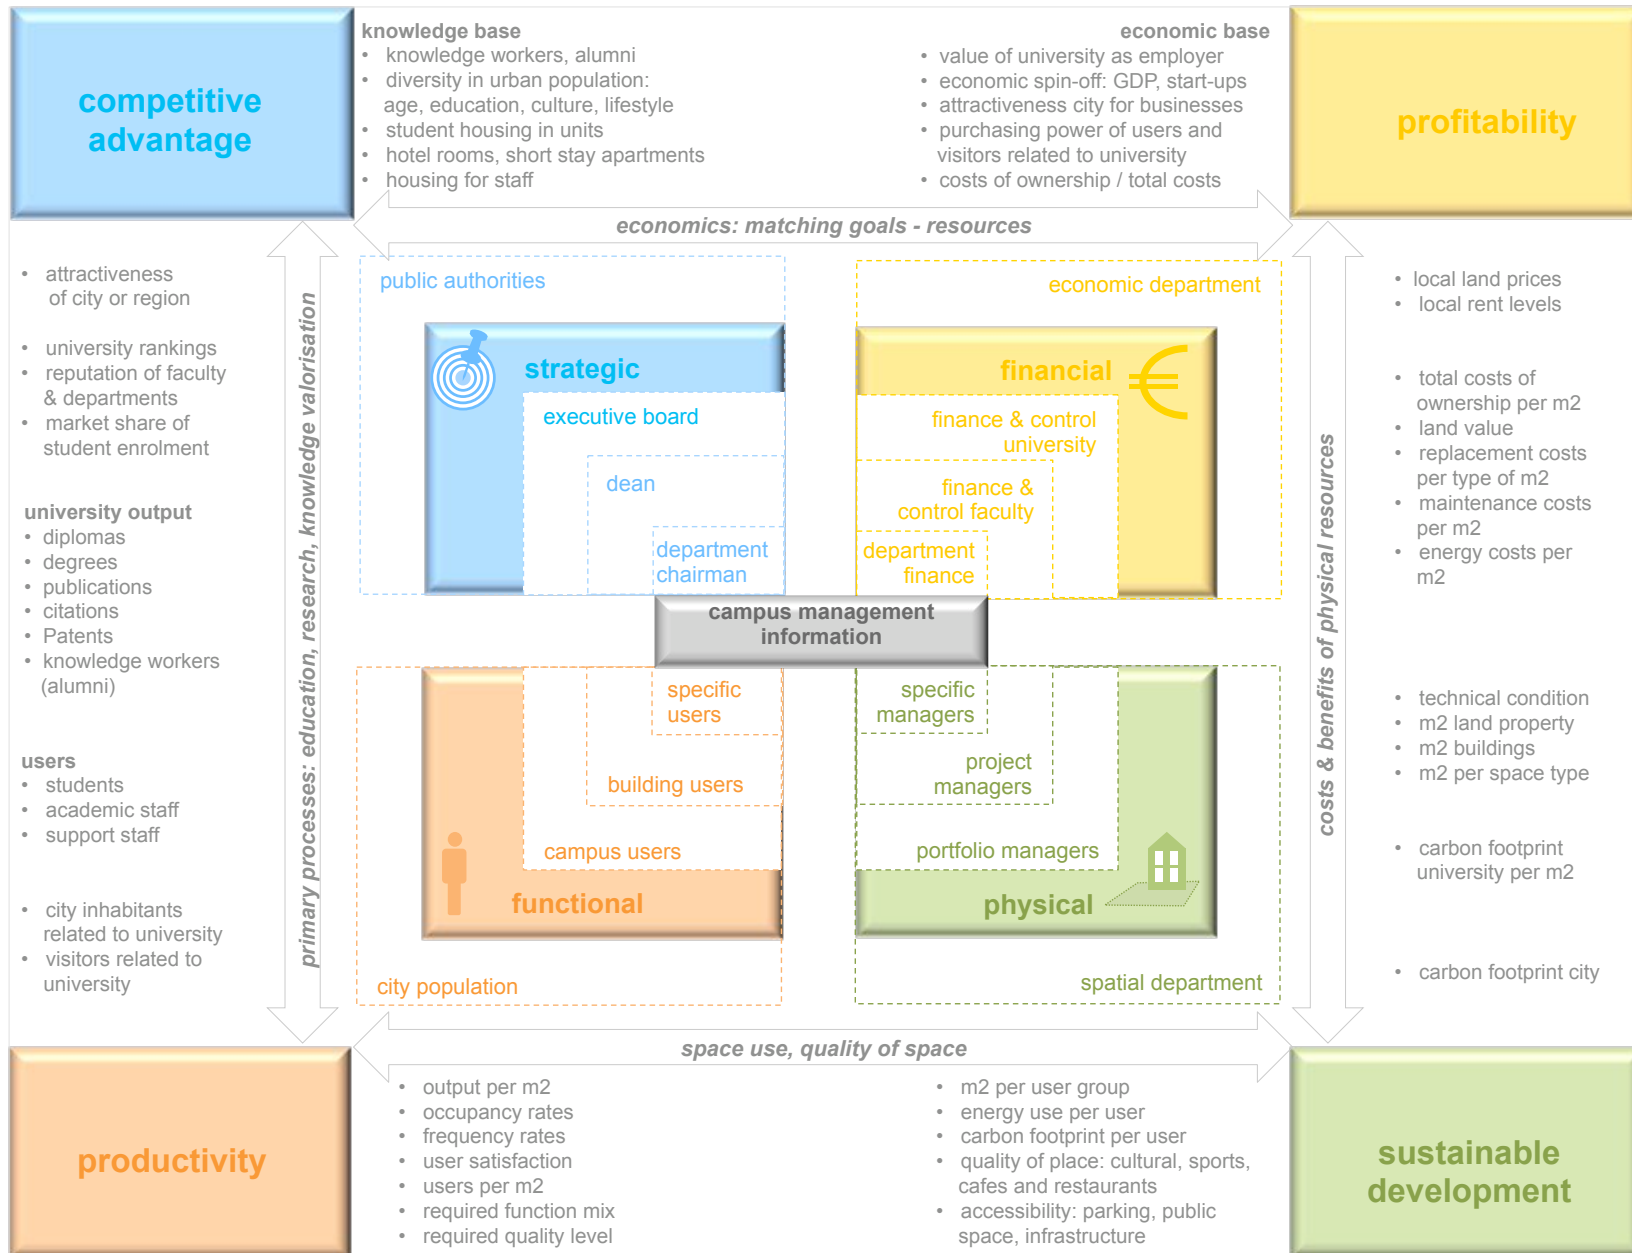 competitive
advantage
knowledge base
• knowledge workers, alumni
• diversity in urban population:
age, education, culture, lifestyle
• student housing in units
• hotel rooms, short stay apartments
• housing for staff
economic base
• value of university as employer
• economic spin-off: GDP, start-ups
• attractiveness city for businesses
• purchasing power of users and
visitors related to university
• costs of ownership / total costs
profitability
economics: matching goals - resources
• attractiveness
of city or region
• university rankings
• reputation of faculty
& departments
• market share of
student enrolment
university output
• diplomas
• degrees
• publications
• citations
• Patents
• knowledge workers
(alumni)
users
• students
• academic staff
• support staff
• city inhabitants
related to university
• visitors related to
university
primary processes: education, research, knowledge valorisation
public authorities
strategic
executive board
dean
department
chairman
economic department
financial
finance & control
university
finance &
control faculty
department
finance
campus management
information
specific
users
building users
campus users
functional
city population
specific
managers
project
managers
portfolio managers
physical
spatial department
costs & benefits of physical resources
• local land prices
• local rent levels
• total costs of
ownership per m2
• land value
• replacement costs
per type of m2
• maintenance costs
per m2
• energy costs per
m2
• technical condition
• m2 land property
• m2 buildings
• m2 per space type
• carbon footprint
university per m2
• carbon footprint city
space use, quality of space
productivity
• output per m2
• occupancy rates
• frequency rates
• user satisfaction
• users per m2
• required function mix
• required quality level
• m2 per user group
• energy use per user
• carbon footprint per user
• quality of place: cultural, sports,
cafes and restaurants
• accessibility: parking, public
space, infrastructure
sustainable
development